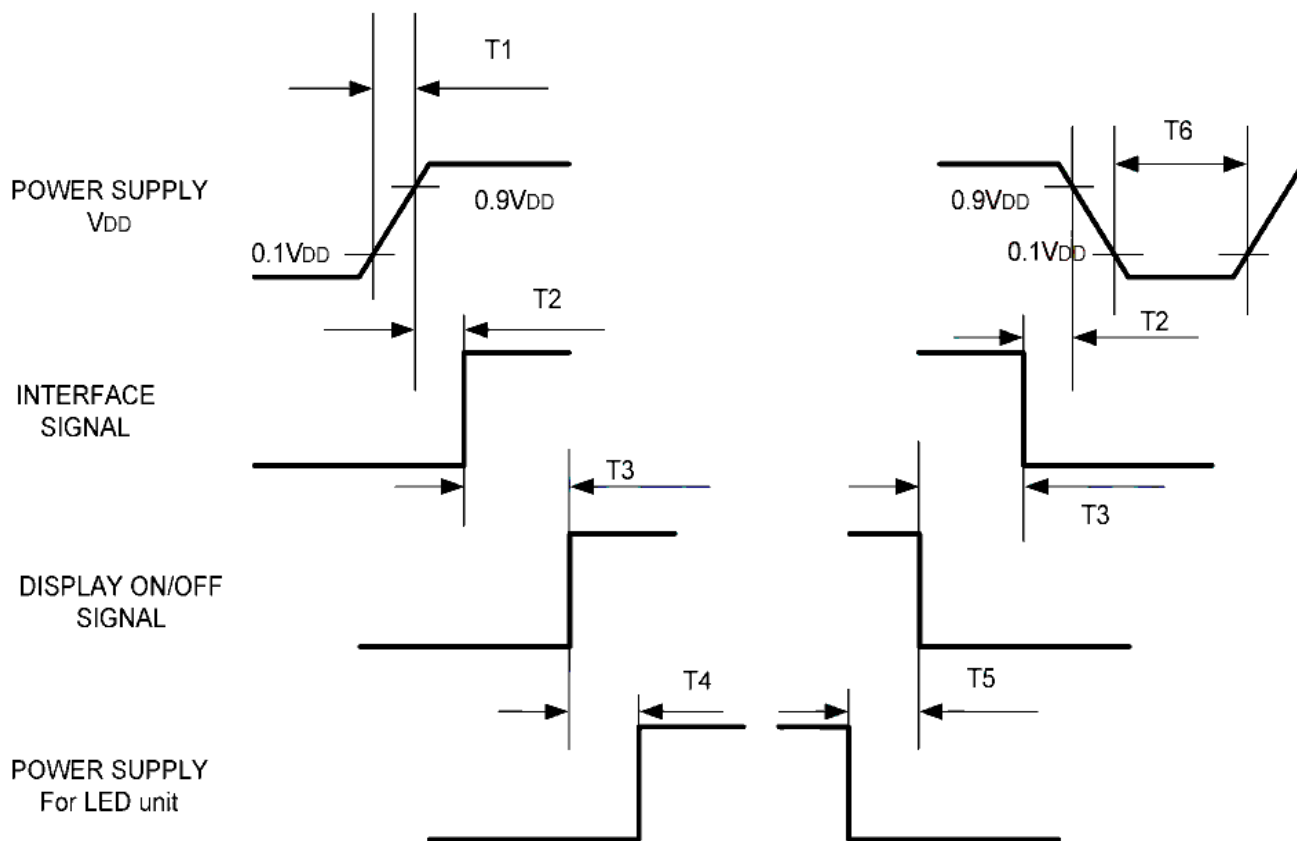 T1
T6
POWER SUPPLY
VDD
0.9VDD
0.9VDD
0.1VDD
0.1VDD
T2
T2
INTERFACE
SIGNAL
T3
T3
DISPLAY ON/OFF
SIGNAL
T4
T5
POWER SUPPLY
For LED unit